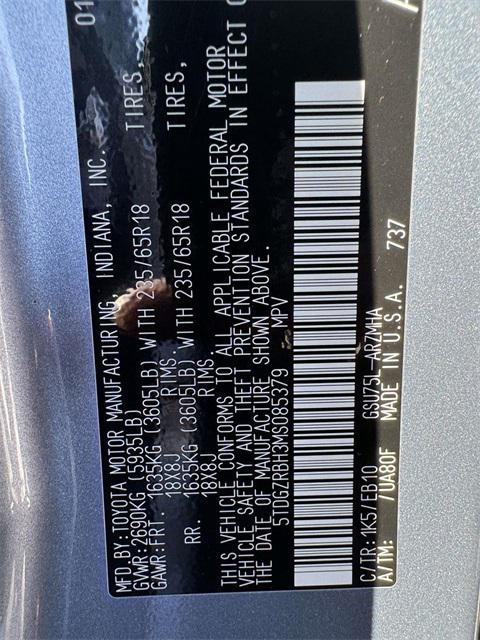 MFD.BY:TOYOTA MOTOR MANUFACTURING, INDIANA, INC. 01
GVWR:2690KG (5935LB)
GAWR:FRT. 1635KG (3605LB) WITH 235/65R18 TIRES,
18X8J RIMS.
RR. 1635KG (3605LB) WITH 235/65R18 TIRES,
18X8J RIMS
THIS VEHICLE CONFORMS TO ALL APPLICABLE FEDERAL MOTOR
VEHICLE SAFETY AND THEFT PREVENTION STANDARDS IN EFFECT O
THE DATE OF MANUFACTURE SHOWN ABOVE.
5TDGZRBH3MS085379 MPV
C/TR:1K5/EB10 GSU75L-ARZMHA
A/TM: /UA80F MADE IN U.S.A. 737